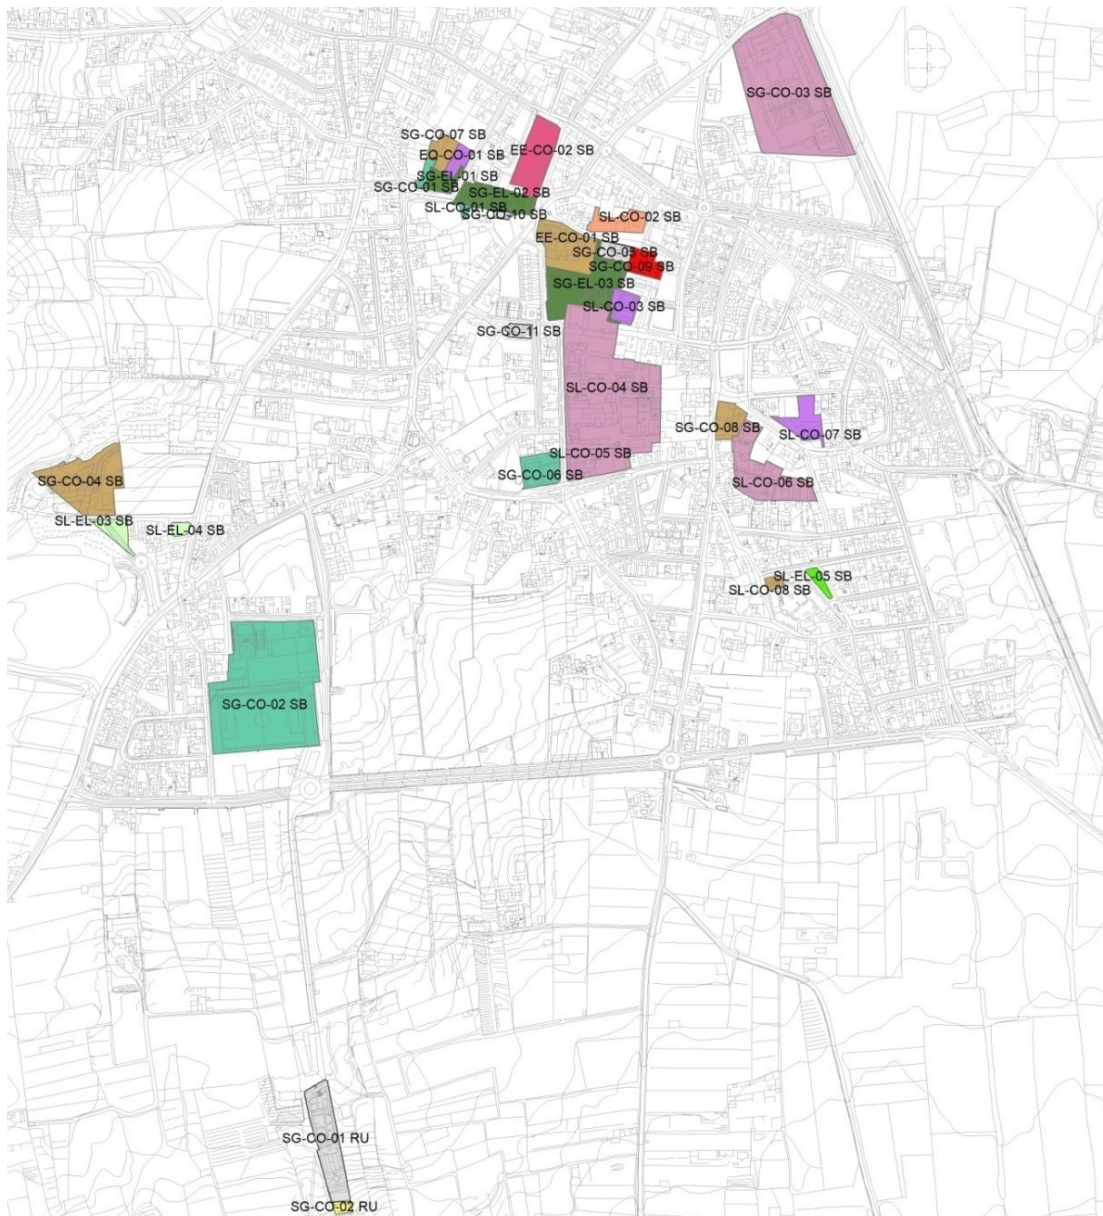 SG-CO-03 SB
SG-CO-07 SB
EE-CO-02 SB
EQ-CO-01 SB
SG-EL-01 SB
SG-CO-01 SB
SG-EL-02 SB
SL-CO-01 SB
SG-CO-10 SB
SL-CO-02 SB
EE-CO-01 SB
SG-CO-05 SB
SG-CO-09 SB
SG-EL-03 SB
SL-CO-03 SB
SG-CO-11 SB
SL-CO-04 SB
SG-CO-08 SB
SL-CO-07 SB
SL-CO-05 SB
SG-CO-06 SB
SG-CO-04 SB
SL-CO-06 SB
SL-EL-03 SB
SL-EL-04 SB
SL-EL-05 SB
SL-CO-08 SB
SG-CO-02 SB
SG-CO-01 RU
SG-CO-02 RU